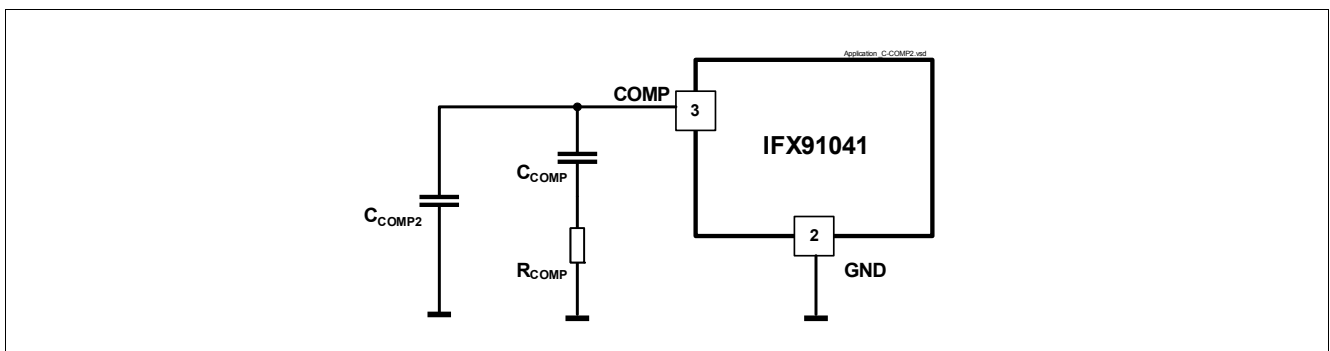 Application_C-COMP2.vsd
COMP
3
IFX91041
CCOMP
CCOMP2
2
RCOMP
GND